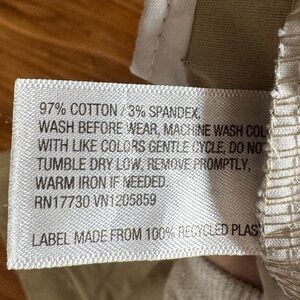 97% COTTON / 3% SPANDEX,
WASH BEFORE WEAR, MACHINE WASH COL
WITH LIKE COLORS GENTLE CYCLE, DO NOT
TUMBLE DRY LOW, REMOVE PROMPTLY,
WARM IRON IF NEEDED.
RN17730 VN1205859
LABEL MADE FROM 100% RECYCLED PLAS